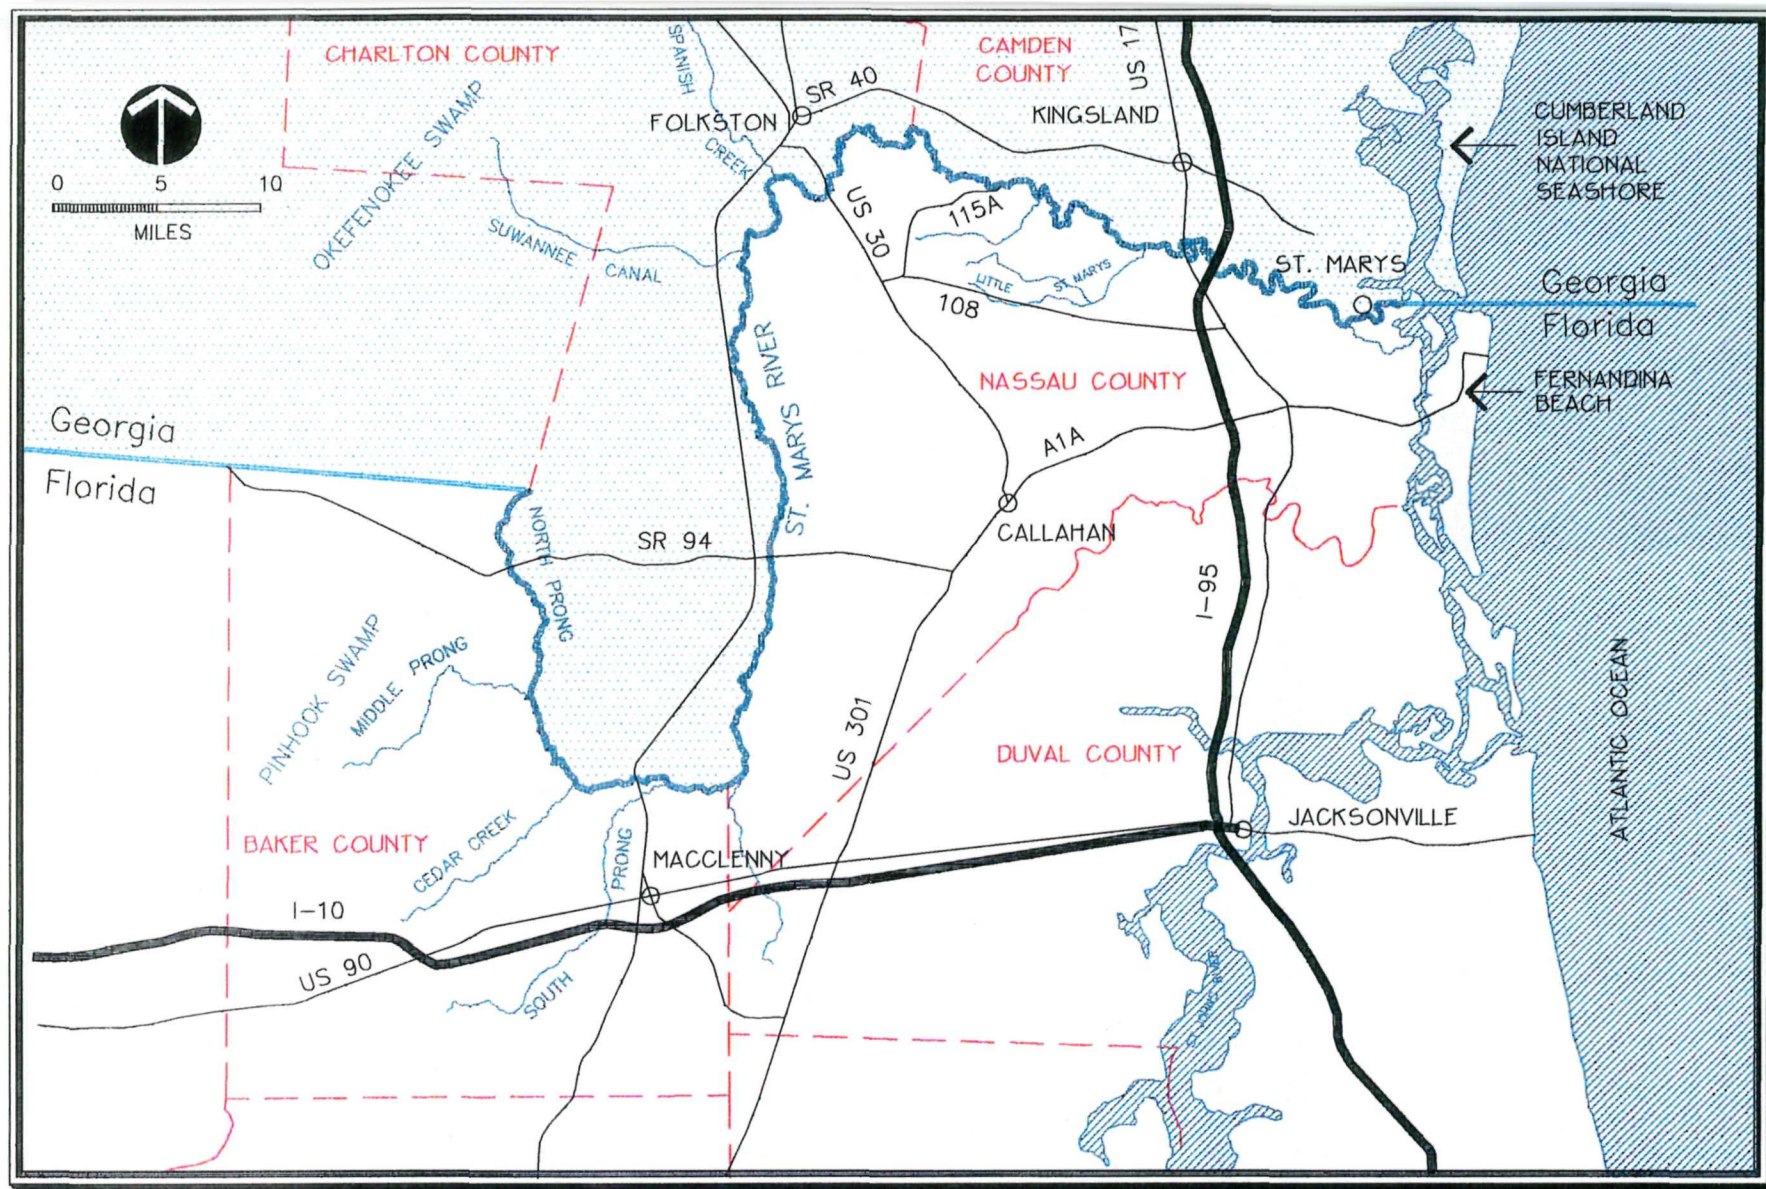 CHARLTON COUNTY
SPANISH
CREEK
CAMDEN
COUNTY
US 17
SR 40
KINGSLAND
FOLKSTON
CUMBERLAND
ISLAND
NATIONAL
SEASHORE
OKEFENOKEE SWAMP
0 5 10
MILES
SUWANNEE CANAL
US 30
115A
LITTLE ST. MARYS
108
ST. MARYS
Georgia
Florida
ST. MARYS RIVER
NASSAU COUNTY
FERNANDINA
BEACH
Georgia
Florida
A1A
CALLAHAN
NORTH PRONG
SR 94
I-95
PINHOOK SWAMP
MIDDLE PRONG
US 301
DUVAL COUNTY
ATLANTIC OCEAN
BAKER COUNTY
CEDAR CREEK
JACKSONVILLE
MACCLENNY
SOUTH PRONG
I-10
US 90
ST. JOHNS RIVER